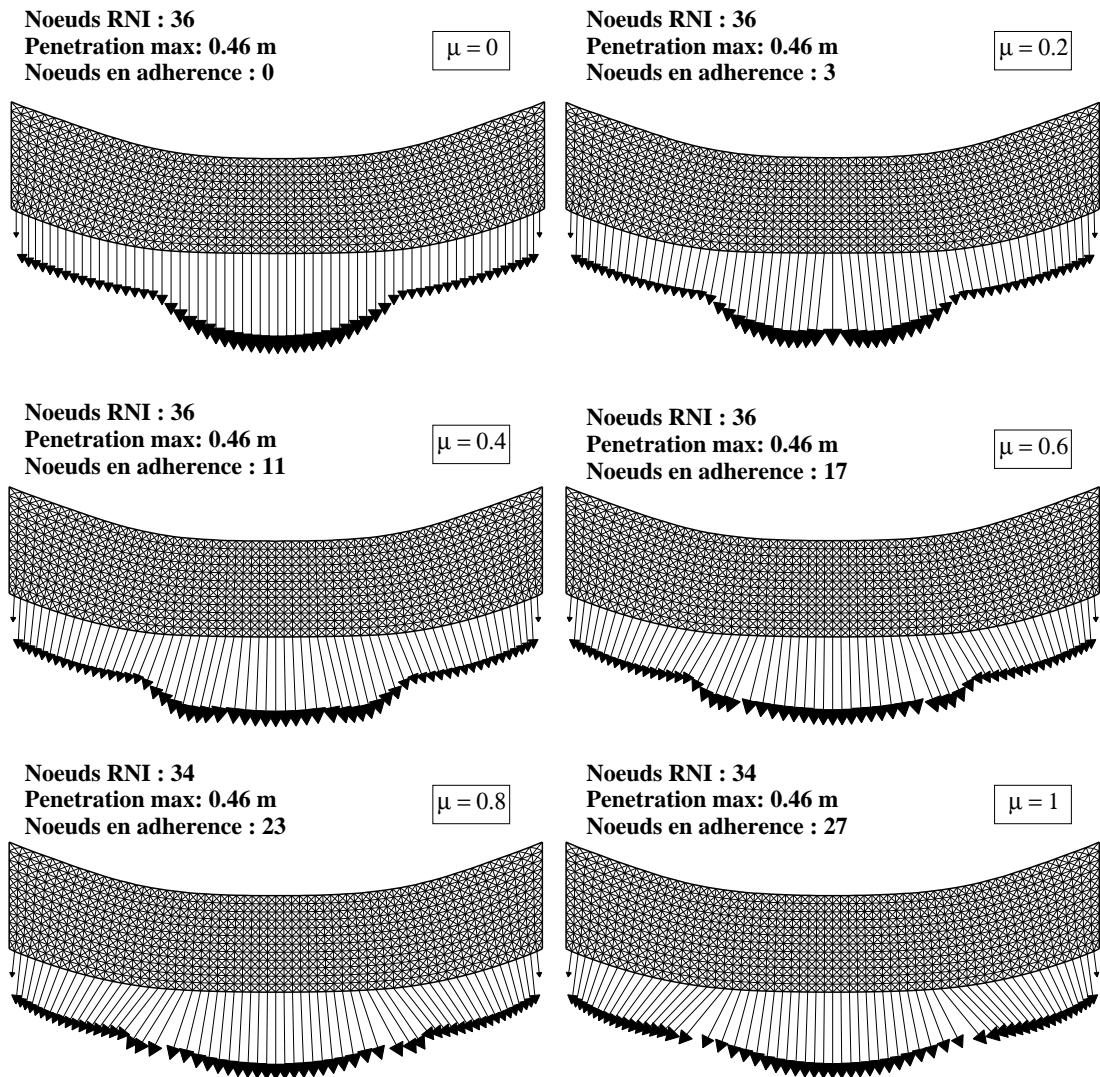 Noeuds RNI : 36
Penetration max: 0.46 m
Noeuds en adherence : 0
μ = 0
Noeuds RNI : 36
Penetration max: 0.46 m
Noeuds en adherence : 3
μ = 0.2
Noeuds RNI : 36
Penetration max: 0.46 m
Noeuds en adherence : 11
μ = 0.4
Noeuds RNI : 36
Penetration max: 0.46 m
Noeuds en adherence : 17
μ = 0.6
Noeuds RNI : 34
Penetration max: 0.46 m
Noeuds en adherence : 23
μ = 0.8
Noeuds RNI : 34
Penetration max: 0.46 m
Noeuds en adherence : 27
μ = 1